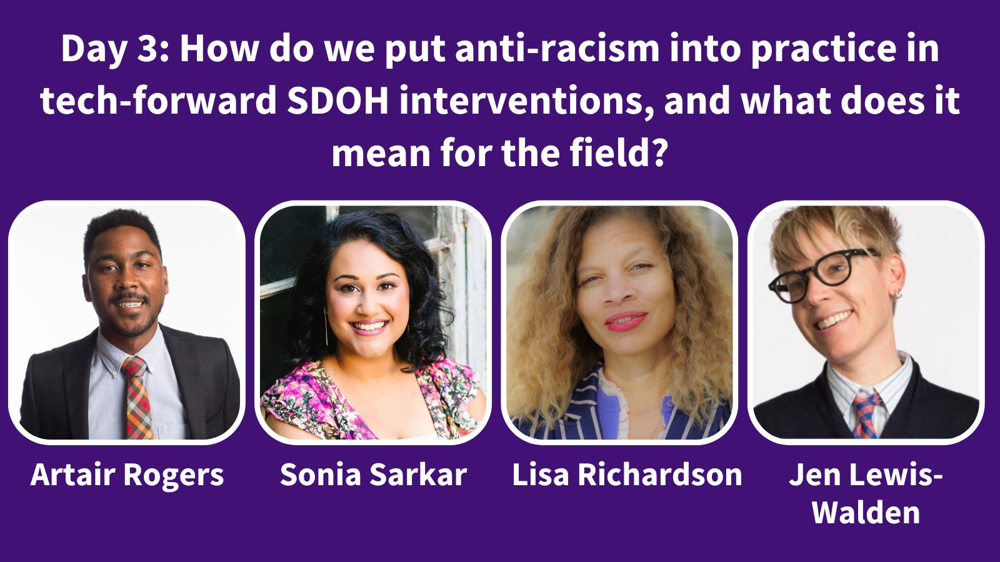 Day 3: How do we put anti-racism into practice in
tech-forward SDOH interventions, and what does it
mean for the field?
Artair Rogers
Sonia Sarkar
Lisa Richardson
Jen Lewis-
Walden